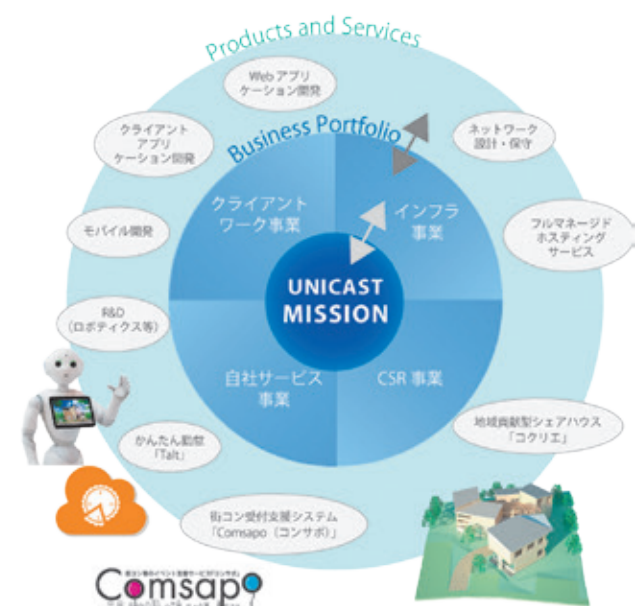 Products and Services
Webアプリ
ケーション開発
Business Portfolio
クライアント
アプリ
ケーション開発
ネットワーク
設計・保守
クライアント
ワーク事業
インフラ
事業
モバイル開発
フルマネージド
ホスティング
サービス
UNICAST
MISSION
R&D
(ロボティクス等)
自社サービス
事業
CSR 事業
かんたん勤怠
「Talt」
地域貢献型シェアハウス
「コクリエ」
街コン受付支援システム
「Comsapo(コンサポ)」
Comsapo